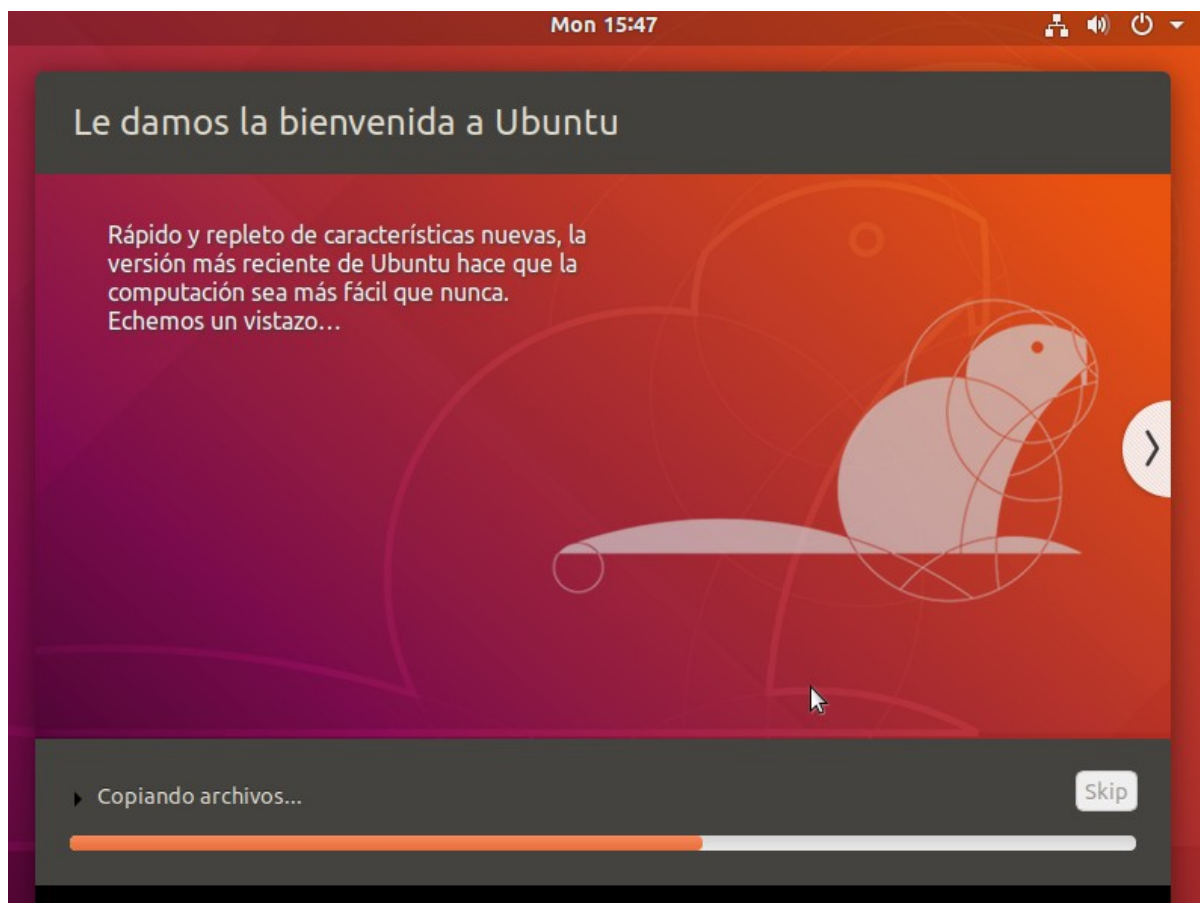 Mon 15:47
Le damos la bienvenida a Ubuntu
Rápido y repleto de características nuevas, la
versión más reciente de Ubuntu hace que la
computación sea más fácil que nunca.
Echemos un vistazo…
Copiando archivos...
Skip